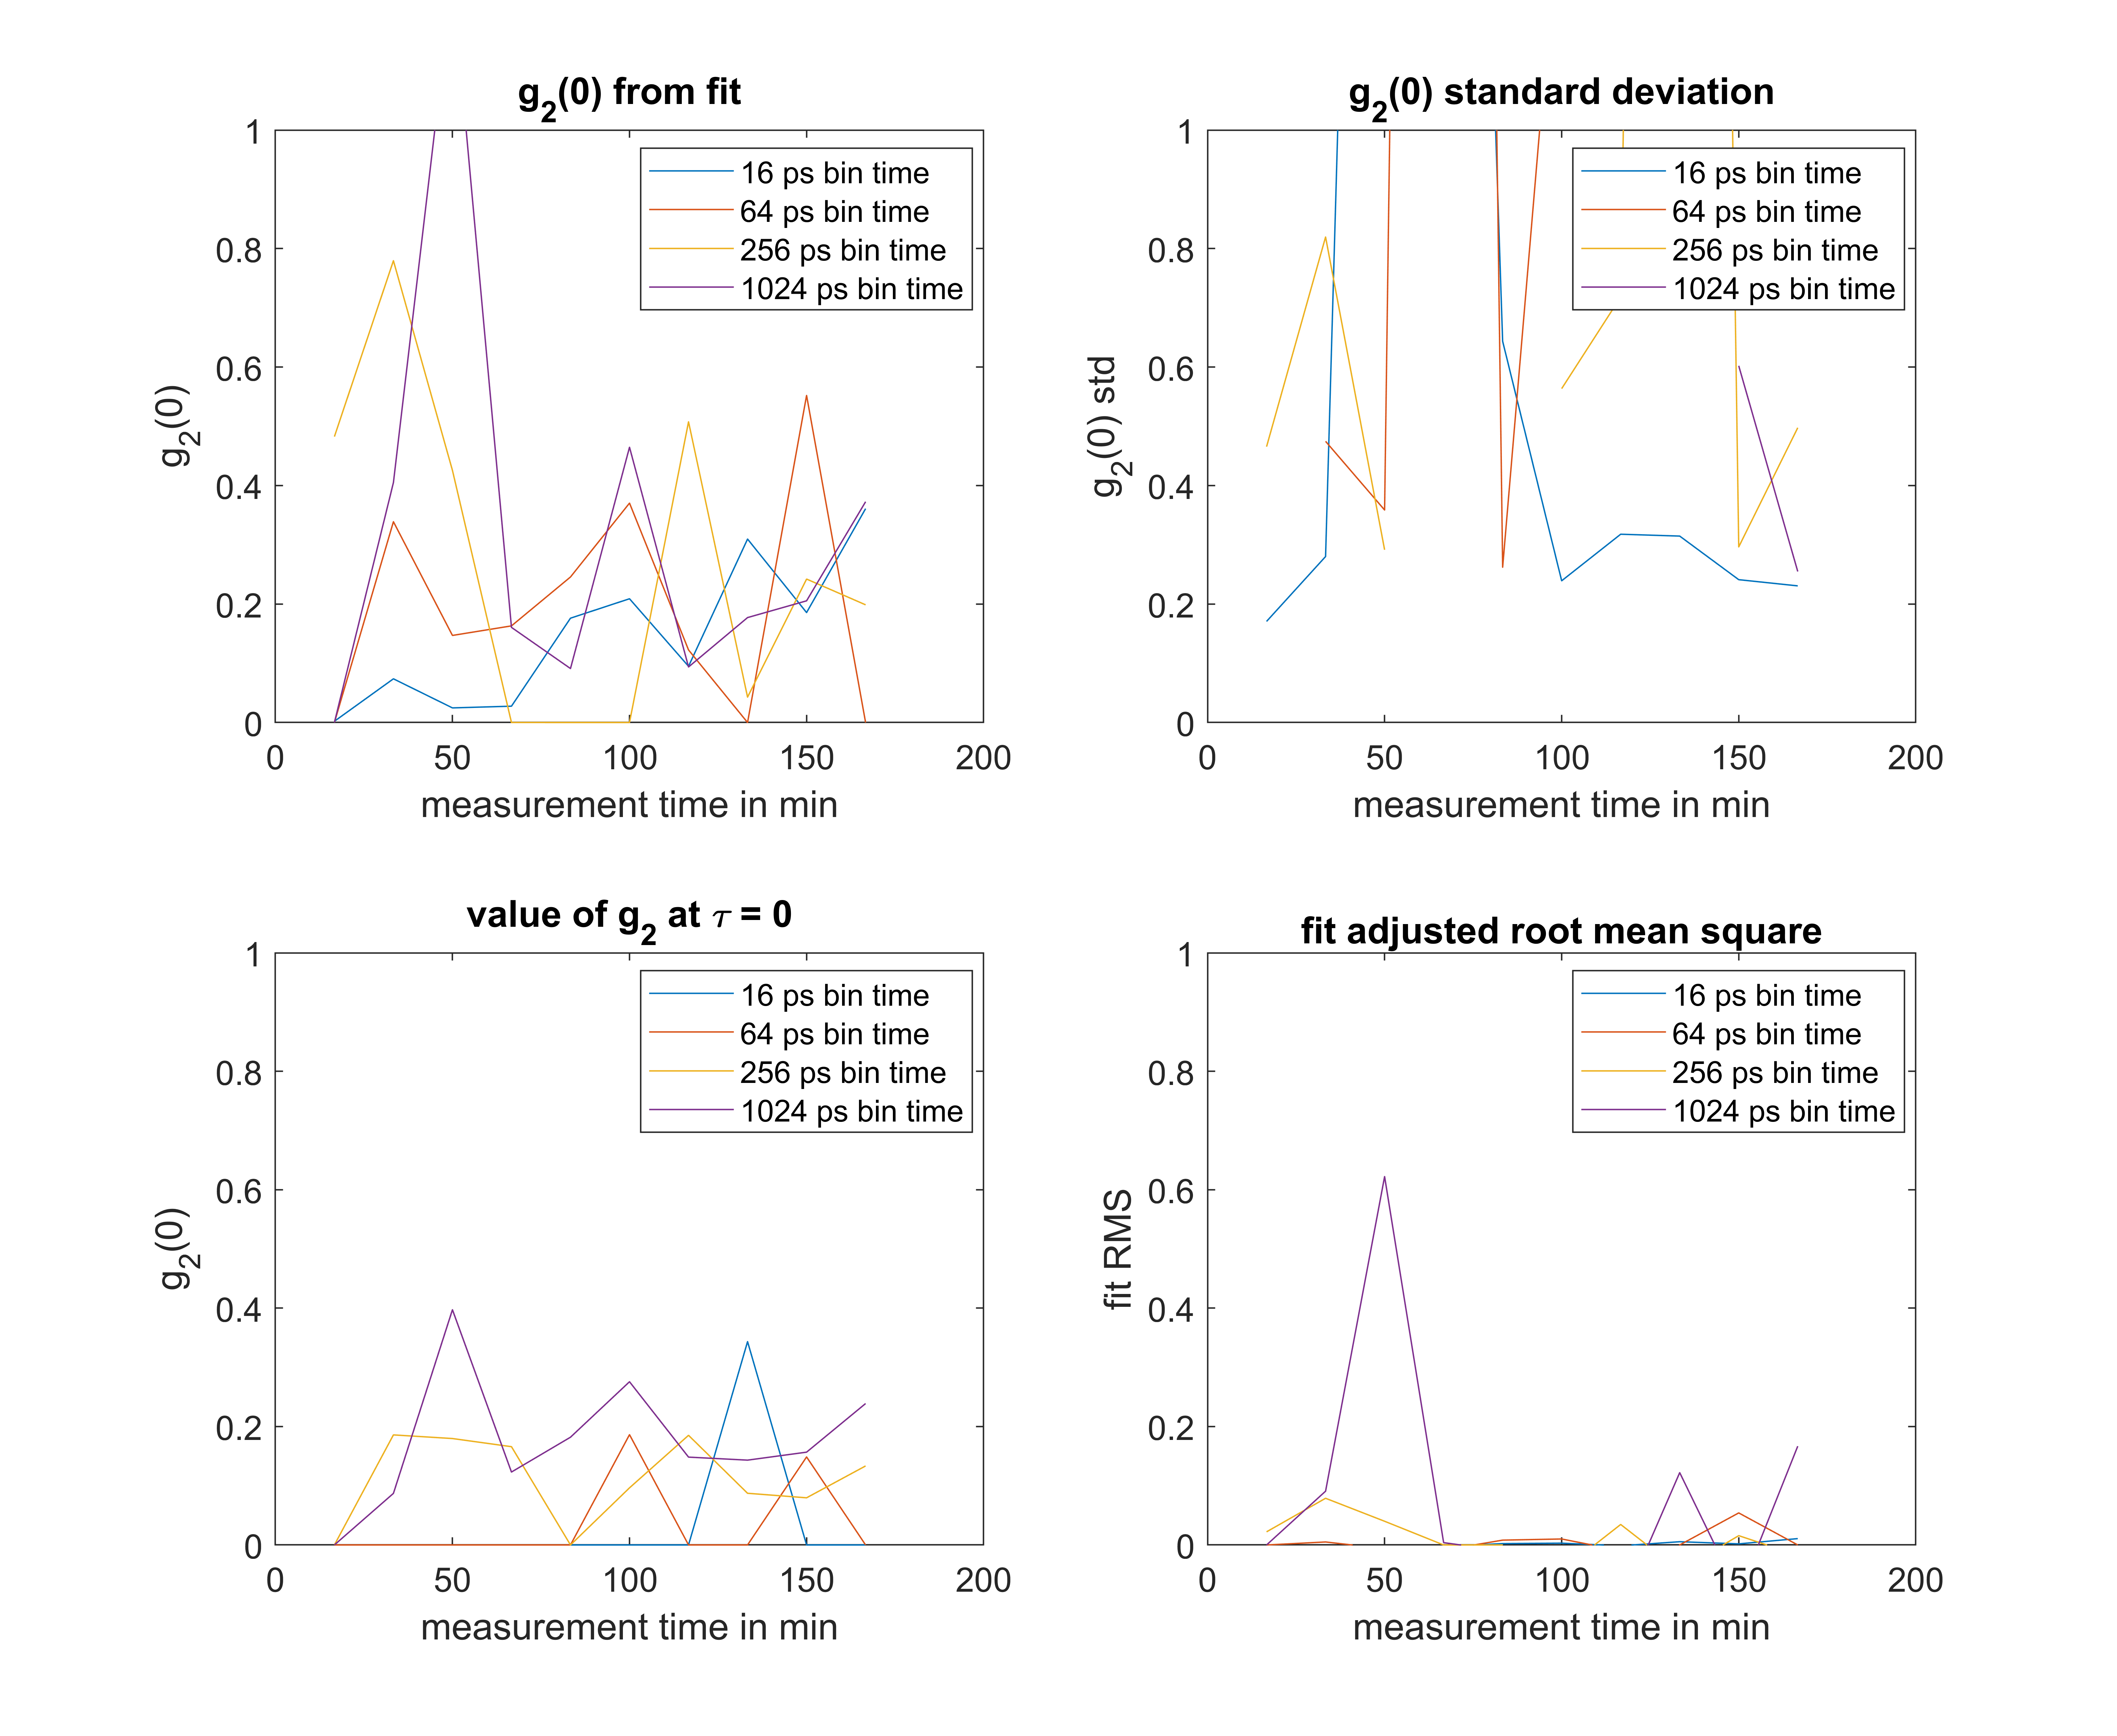 g2(0) from fit
1
0.8
0.6
0.4
0.2
0
g2(0)
0 50 100 150 200
measurement time in min
16 ps bin time
64 ps bin time
256 ps bin time
1024 ps bin time
g2(0) standard deviation
1
0.8
0.6
0.4
0.2
0
g2(0) std
0 50 100 150 200
measurement time in min
16 ps bin time
64 ps bin time
256 ps bin time
1024 ps bin time
value of g2 at τ = 0
1
0.8
0.6
0.4
0.2
0
g2(0)
0 50 100 150 200
measurement time in min
16 ps bin time
64 ps bin time
256 ps bin time
1024 ps bin time
fit adjusted root mean square
1
0.8
0.6
0.4
0.2
0
fit RMS
0 50 100 150 200
measurement time in min
16 ps bin time
64 ps bin time
256 ps bin time
1024 ps bin time